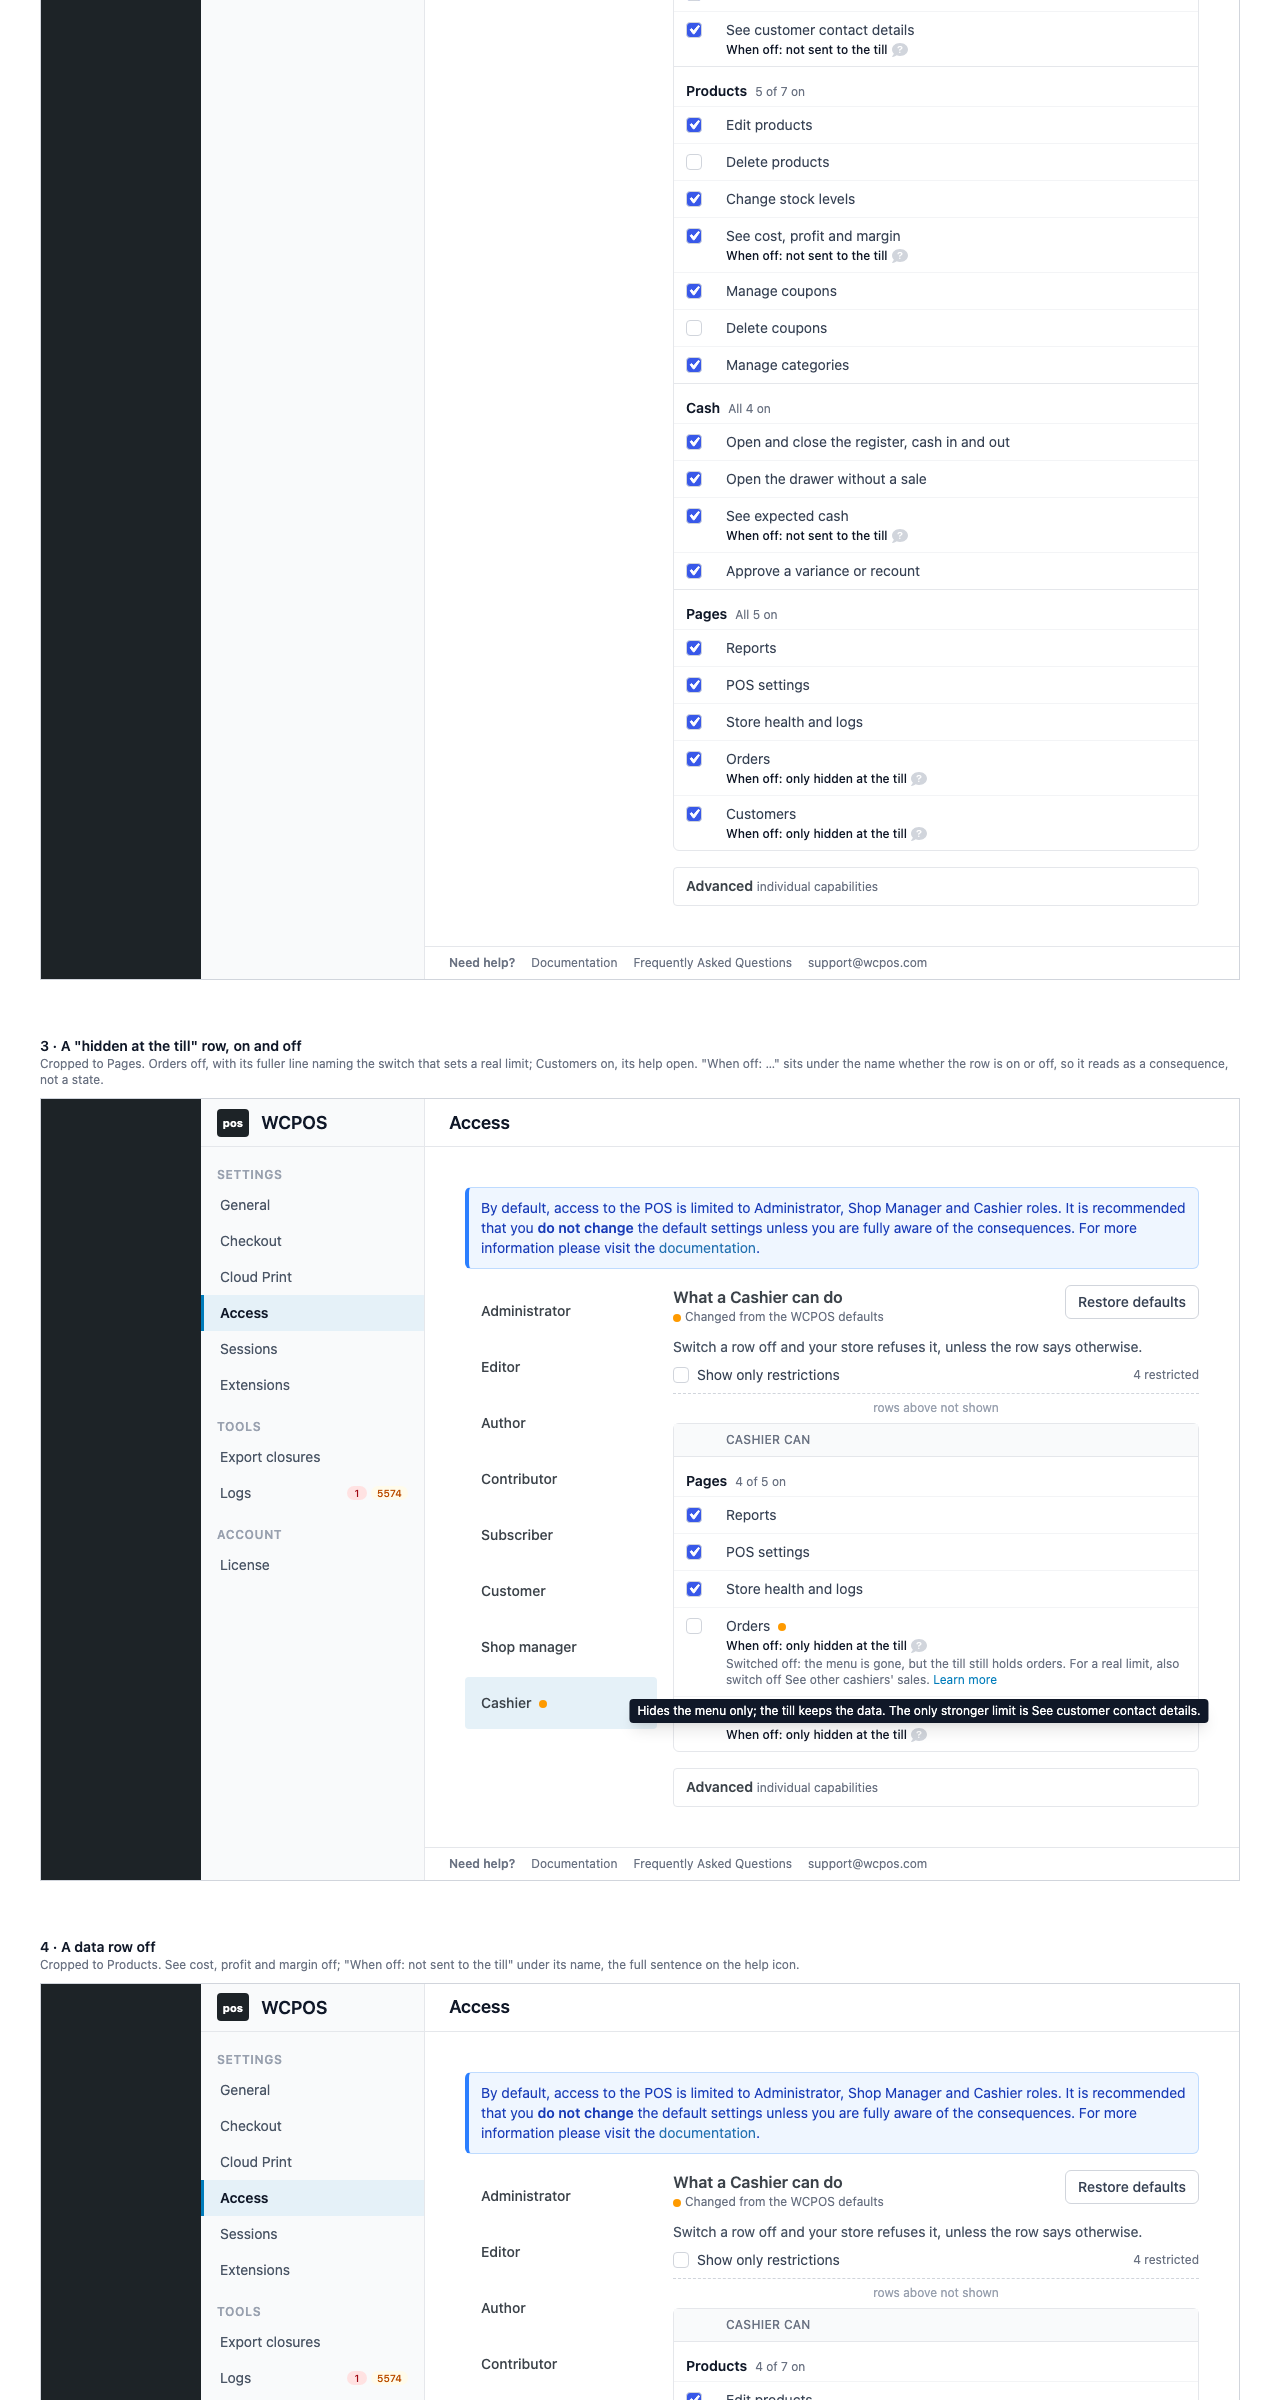 See customer contact details
When off: not sent to the till ?
Products 5 of 7 on
Edit products
Delete products
Change stock levels
See cost, profit and margin
When off: not sent to the till ?
Manage coupons
Delete coupons
Manage categories
Cash All 4 on
Open and close the register, cash in and out
Open the drawer without a sale
See expected cash
When off: not sent to the till ?
Approve a variance or recount
Pages All 5 on
Reports
POS settings
Store health and logs
Orders
When off: only hidden at the till ?
Customers
When off: only hidden at the till ?
Advanced individual capabilities
Need help? Documentation Frequently Asked Questions support@wcpos.com
3 · A "hidden at the till" row, on and off
Cropped to Pages. Orders off, with its fuller line naming the switch that sets a real limit; Customers on, its help open. "When off: ..." sits under the name whether the row is on or off, so it reads as a consequence,
not a state.
pos WCPOS
Access
SETTINGS
General
Checkout
Cloud Print
Access
Sessions
Extensions
TOOLS
Export closures
Logs 1 5574
ACCOUNT
License
By default, access to the POS is limited to Administrator, Shop Manager and Cashier roles. It is recommended
that you do not change the default settings unless you are fully aware of the consequences. For more
information please visit the documentation.
Administrator
Editor
Author
Contributor
Subscriber
Customer
Shop manager
Cashier
What a Cashier can do
Changed from the WCPOS defaults
Restore defaults
Switch a row off and your store refuses it, unless the row says otherwise.
Show only restrictions 4 restricted
rows above not shown
CASHIER CAN
Pages 4 of 5 on
Reports
POS settings
Store health and logs
Orders
When off: only hidden at the till ?
Switched off: the menu is gone, but the till still holds orders. For a real limit, also
switch off See other cashiers' sales. Learn more
Hides the menu only; the till keeps the data. The only stronger limit is See customer contact details.
When off: only hidden at the till ?
Advanced individual capabilities
Need help? Documentation Frequently Asked Questions support@wcpos.com
4 · A data row off
Cropped to Products. See cost, profit and margin off; "When off: not sent to the till" under its name, the full sentence on the help icon.
pos WCPOS
Access
SETTINGS
General
Checkout
Cloud Print
Access
Sessions
Extensions
TOOLS
Export closures
Logs 1 5574
By default, access to the POS is limited to Administrator, Shop Manager and Cashier roles. It is recommended
that you do not change the default settings unless you are fully aware of the consequences. For more
information please visit the documentation.
Administrator
Editor
Author
Contributor
What a Cashier can do
Changed from the WCPOS defaults
Restore defaults
Switch a row off and your store refuses it, unless the row says otherwise.
Show only restrictions 4 restricted
rows above not shown
CASHIER CAN
Products 4 of 7 on
Edit products